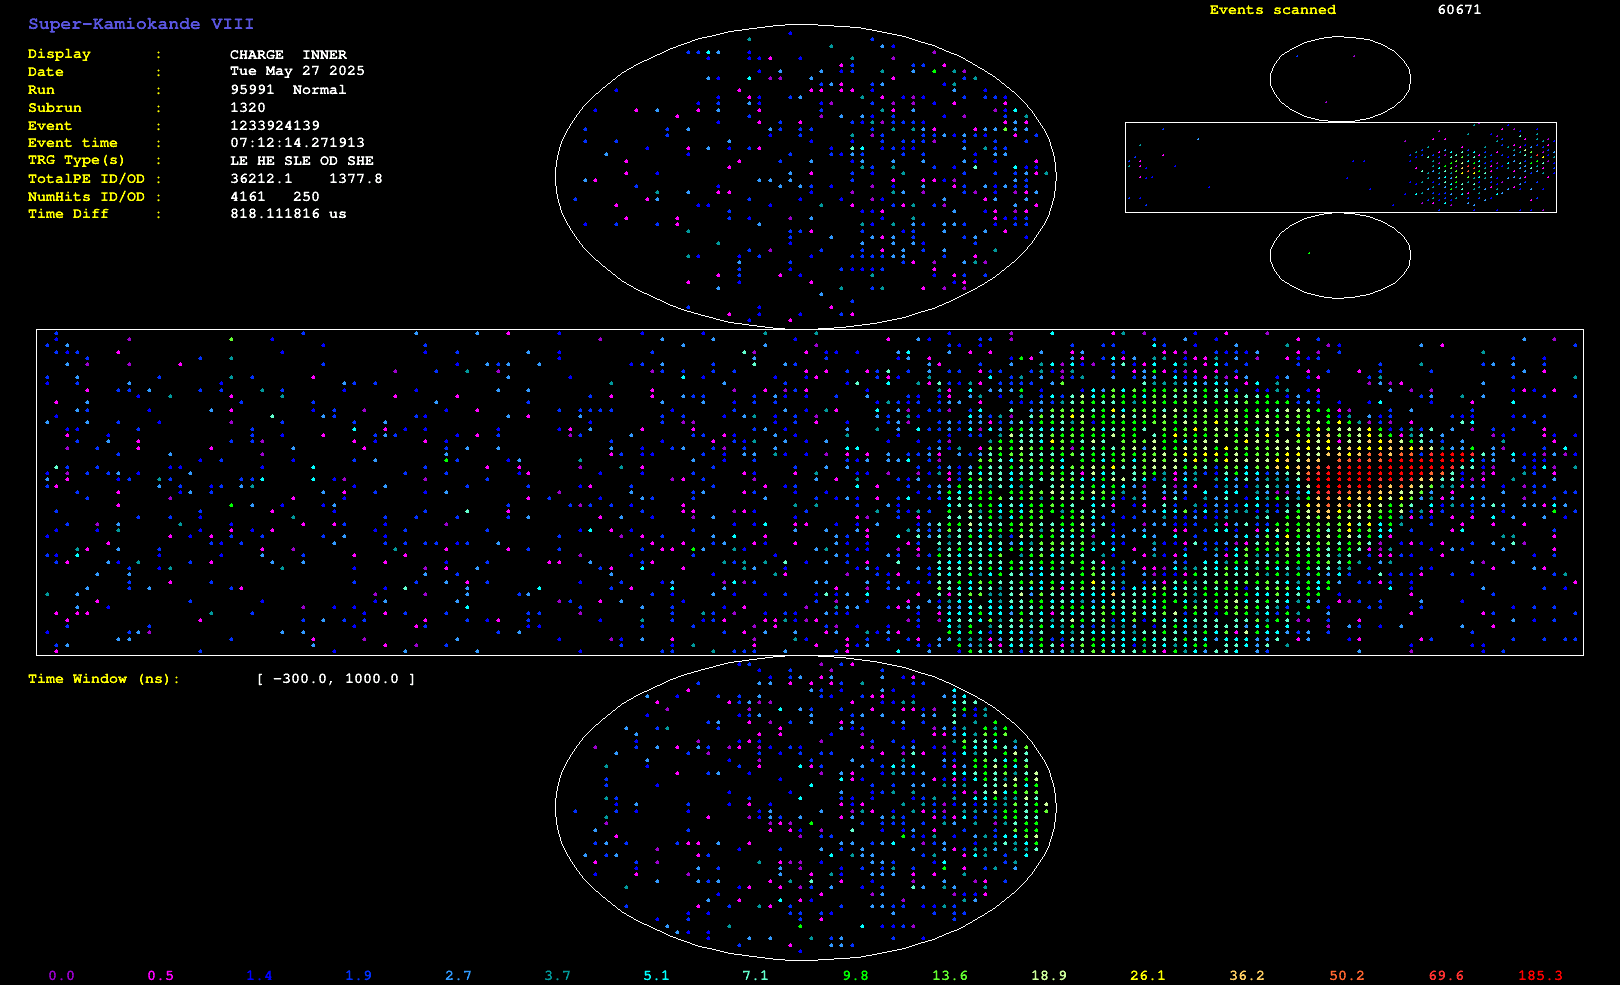 Super-Kamiokande VIII
Events scanned 60671
Display : CHARGE INNER
Date : Tue May 27 2025
Run : 95991 Normal
Subrun : 1320
Event : 1233924139
Event time : 07:12:14.271913
TRG Type(s) : LE HE SLE OD SHE
TotalPE ID/OD : 36212.1 1377.8
NumHits ID/OD : 4161 250
Time Diff : 818.111816 us
Time Window (ns): [ -300.0, 1000.0 ]
0.0 0.5 1.4 1.9 2.7 3.7 5.1 7.1 9.8 13.6 18.9 26.1 36.2 50.2 69.6 185.3